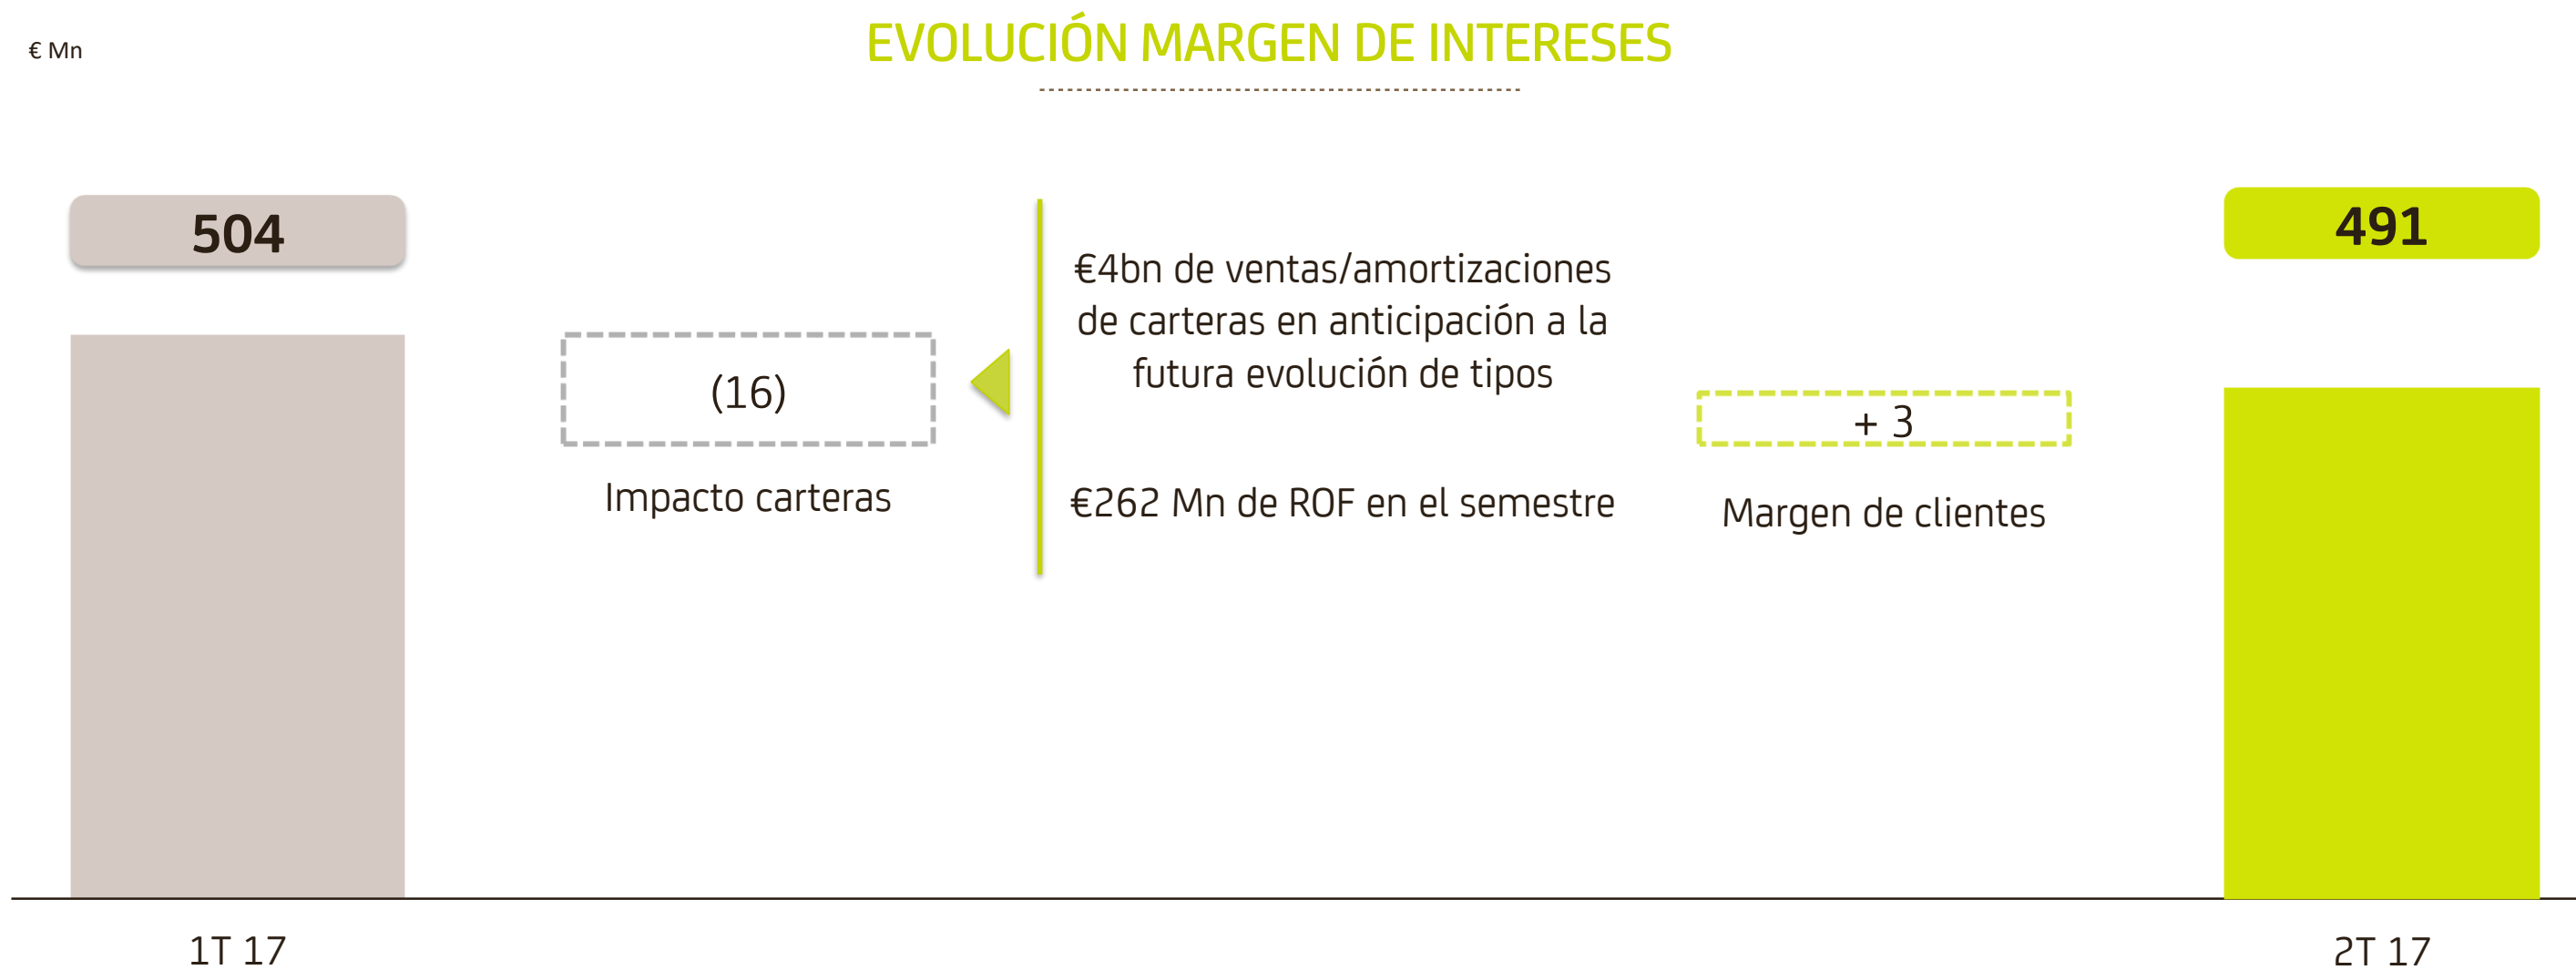 EVOLUCIÓN MARGEN DE INTERESES
€ Mn
504
491
€4bn de ventas/amortizaciones
de carteras en anticipación a la
futura evolución de tipos
(16)
+ 3
Impacto carteras
€262 Mn de ROF en el semestre
Margen de clientes
1T 17
2T 17